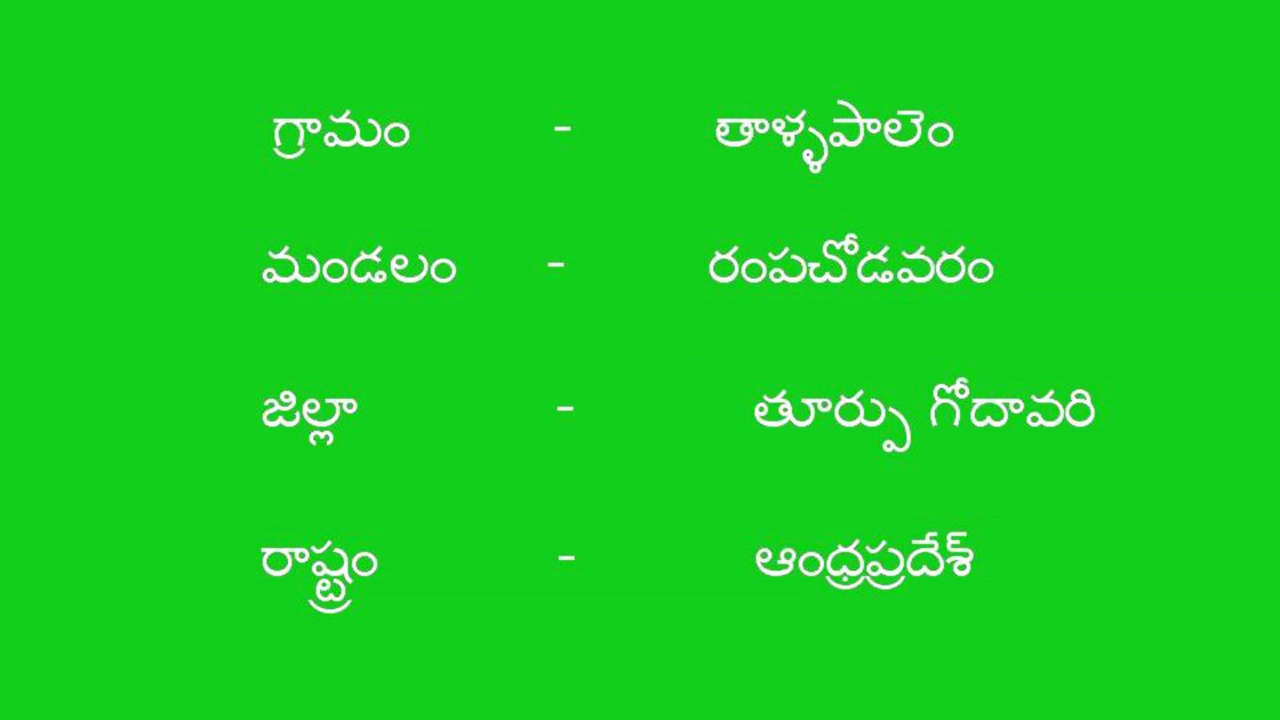 గ్రామం - తాళ్ళపాలెం
మండలం - రంపచోడవరం
జిల్లా - తూర్పు గోదావరి
రాష్ట్రం - ఆంధ్రప్రదేశ్